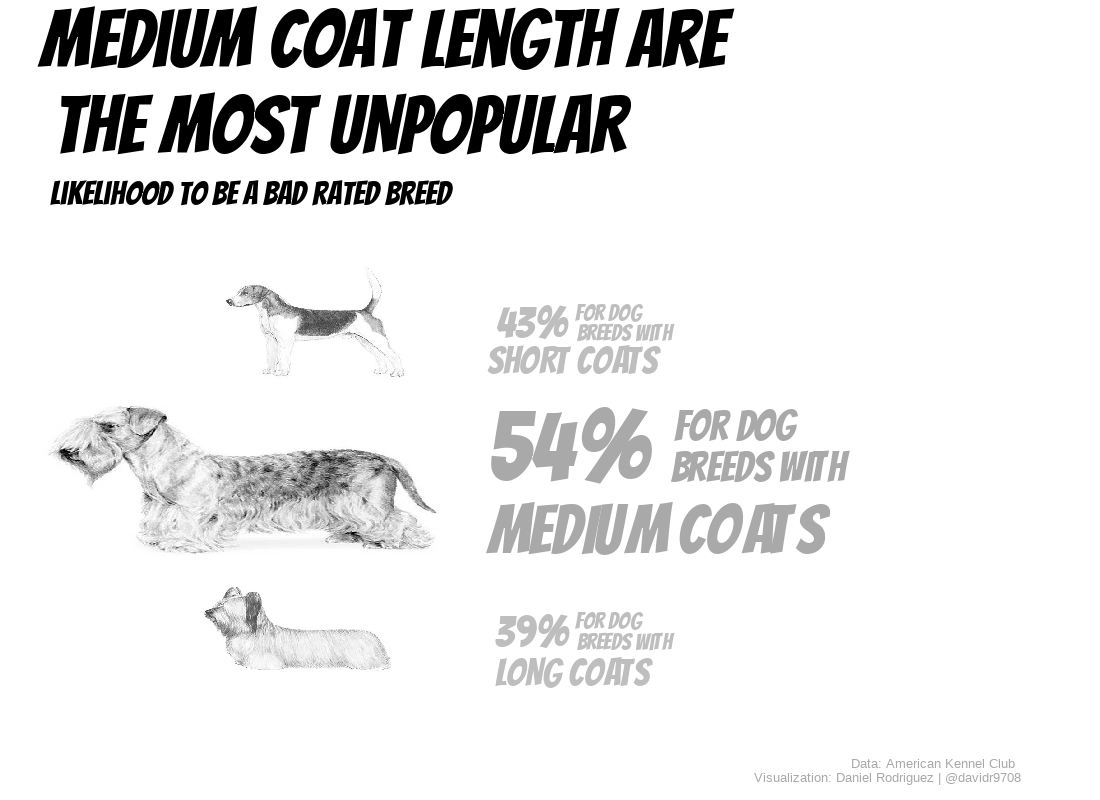 MEDIUM COAT LENGTH ARE
THE MOST UNPOPULAR
LIKELIHOOD TO BE A BAD RATED BREED
43% FOR DOG
BREEDS WITH
SHORT COATS
54% FOR DOG
BREEDS WITH
MEDIUM COATS
39% FOR DOG
BREEDS WITH
LONG COATS
Data: American Kennel Club
Visualization: Daniel Rodriguez | @davidr9708